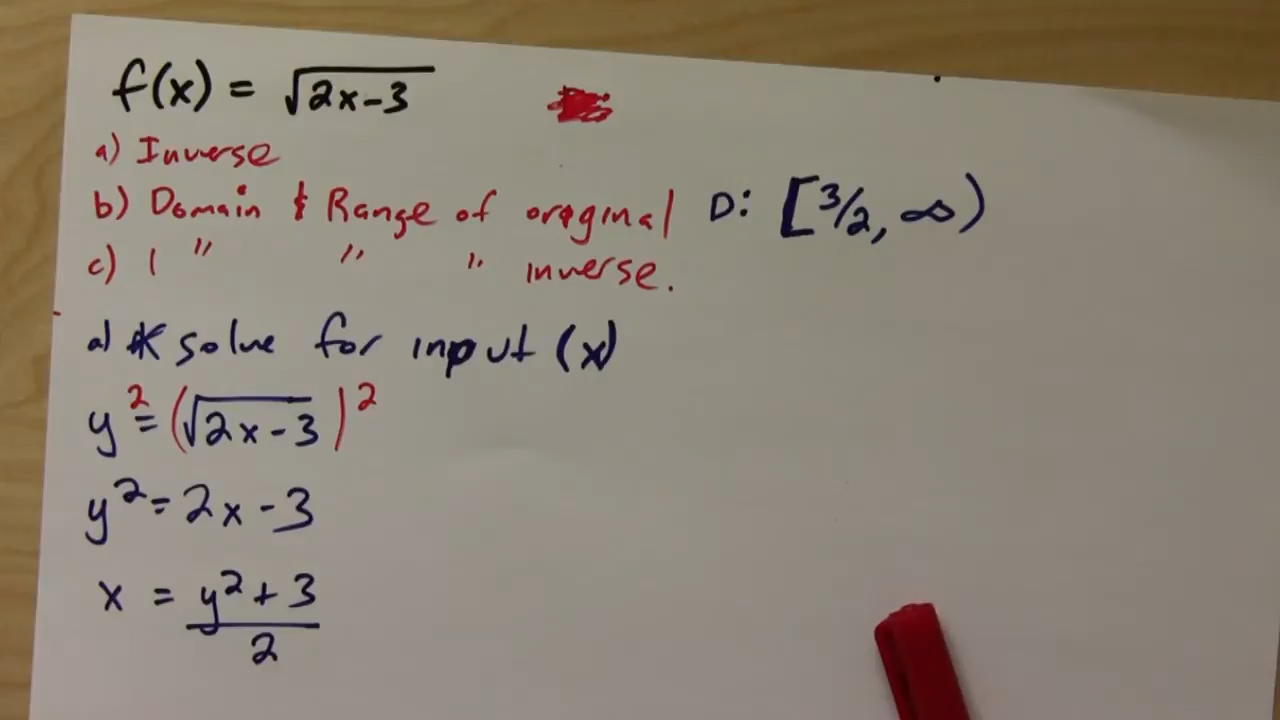 f(x) = √(2x-3)
a) Inverse
b) Domain & Range of original D: [3/2, ∞)
c) ( " " " inverse.
a) * solve for input (x)
y² = (√(2x-3))²
y² = 2x - 3
x = (y² + 3)/2